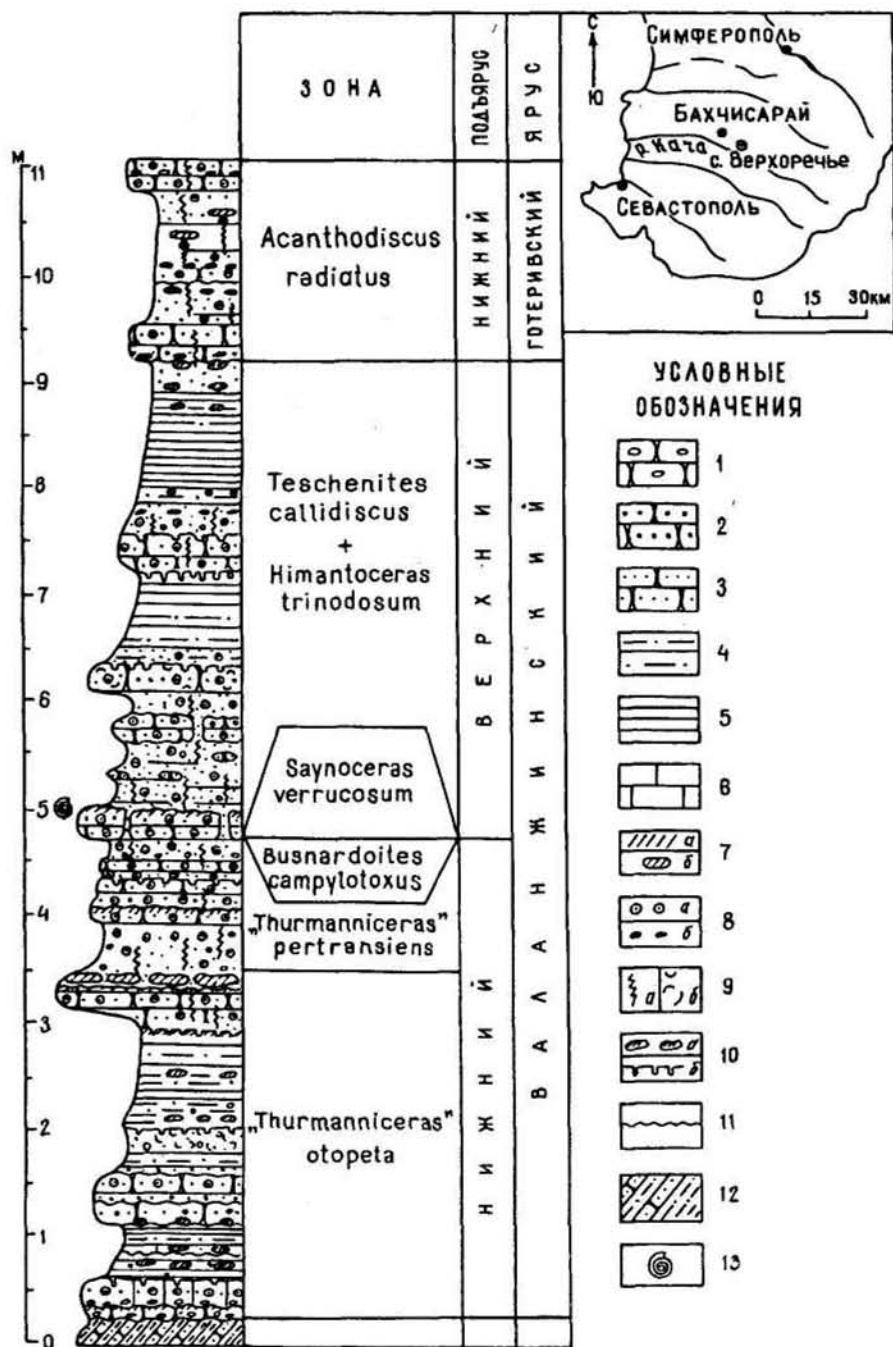 ЗОНА
ПОДЪЯРУС
ЯРУС
м
11
10
9
8
7
6
5
4
3
2
1
0
Acanthodiscus
radiatus
Teschenites
callidiscus
+
Himantoceras
trinodosum
Saynoceras
verrucosum
Busnardoites
campylotoxus
„Thurmanniceras"
pertransiens
„Thurmanniceras"
otopeta
НИЖНИЙ
ВЕРХНИЙ
НИЖНИЙ
ГОТЕРИВСКИЙ
ВАЛАНЖИНСКИЙ
С
Ю
СИМФЕРОПОЛЬ
БАХЧИСАРАЙ
р. Кача
с. ВЕРХОРЕЧЬЕ
СЕВАСТОПОЛЬ
0 15 30км
УСЛОВНЫЕ
ОБОЗНАЧЕНИЯ
1
2
3
4
5
6
а
б
7
а
б
8
а б
9
а
б
10
11
12
13